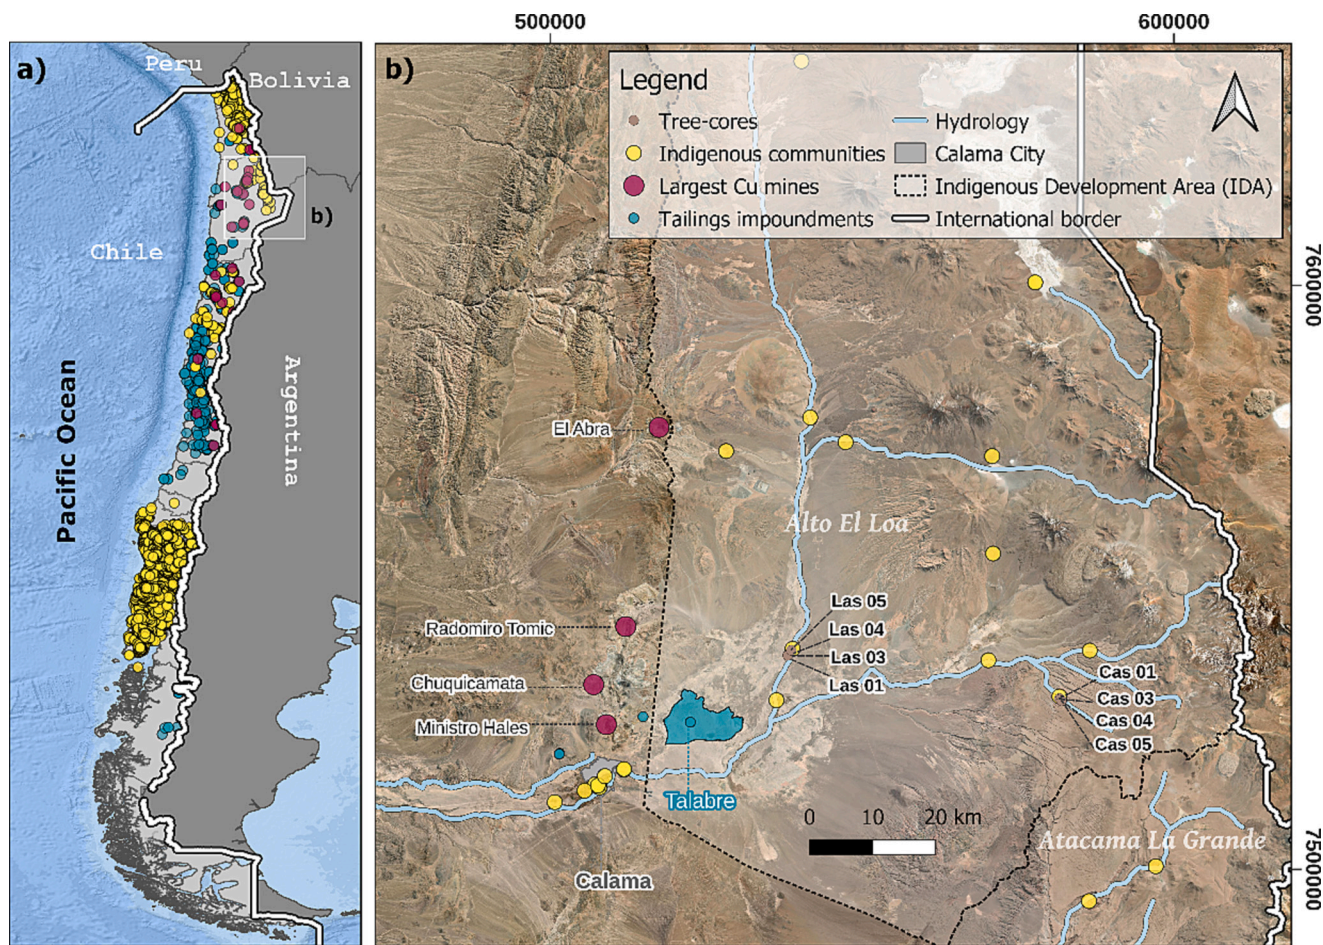 500000
600000
a)
Peru
Bolivia
b)
Chile
Argentina
Pacific Ocean
b)
Legend
Tree-cores
Hydrology
Indigenous communities
Calama City
Largest Cu mines
Indigenous Development Area (IDA)
Tailings impoundments
International border
7600000
El Abra
Alto El Loa
Las 05
Las 04
Las 03
Las 01
Radomiro Tomic
Chuquicamata
Ministro Hales
Cas 01
Cas 03
Cas 04
Cas 05
Talabre
0 10 20 km
Atacama La Grande
Calama
7500000